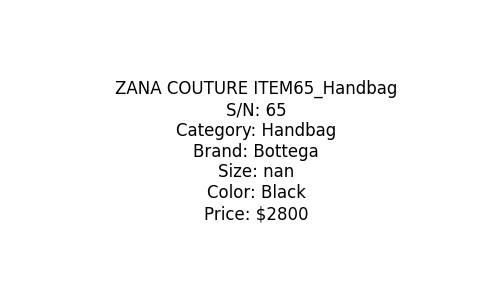 ZANA COUTURE ITEM65_Handbag
S/N: 65
Category: Handbag
Brand: Bottega
Size: nan
Color: Black
Price: $2800